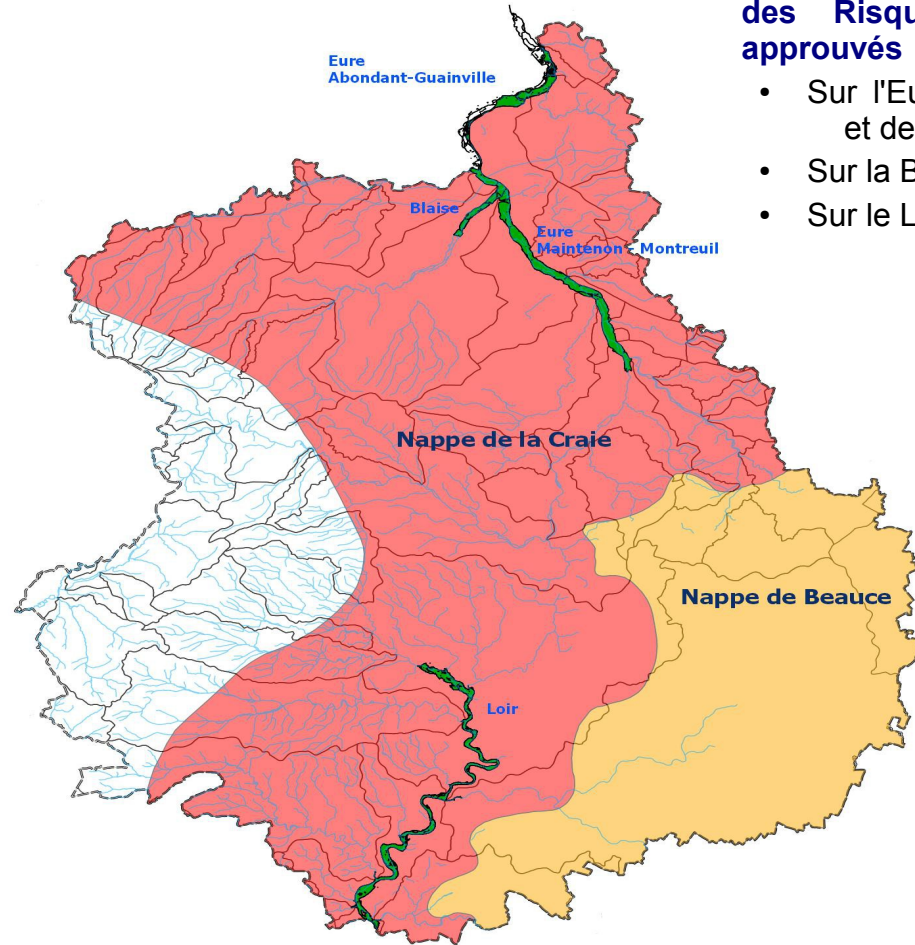 des Risqu
approuvés
• Sur l'Eu
et de
• Sur la B
• Sur le L
Eure
Abondant-Guainville
Blaise
Eure
Maintenon - Montreuil
Nappe de la Craie
Nappe de Beauce
Loir